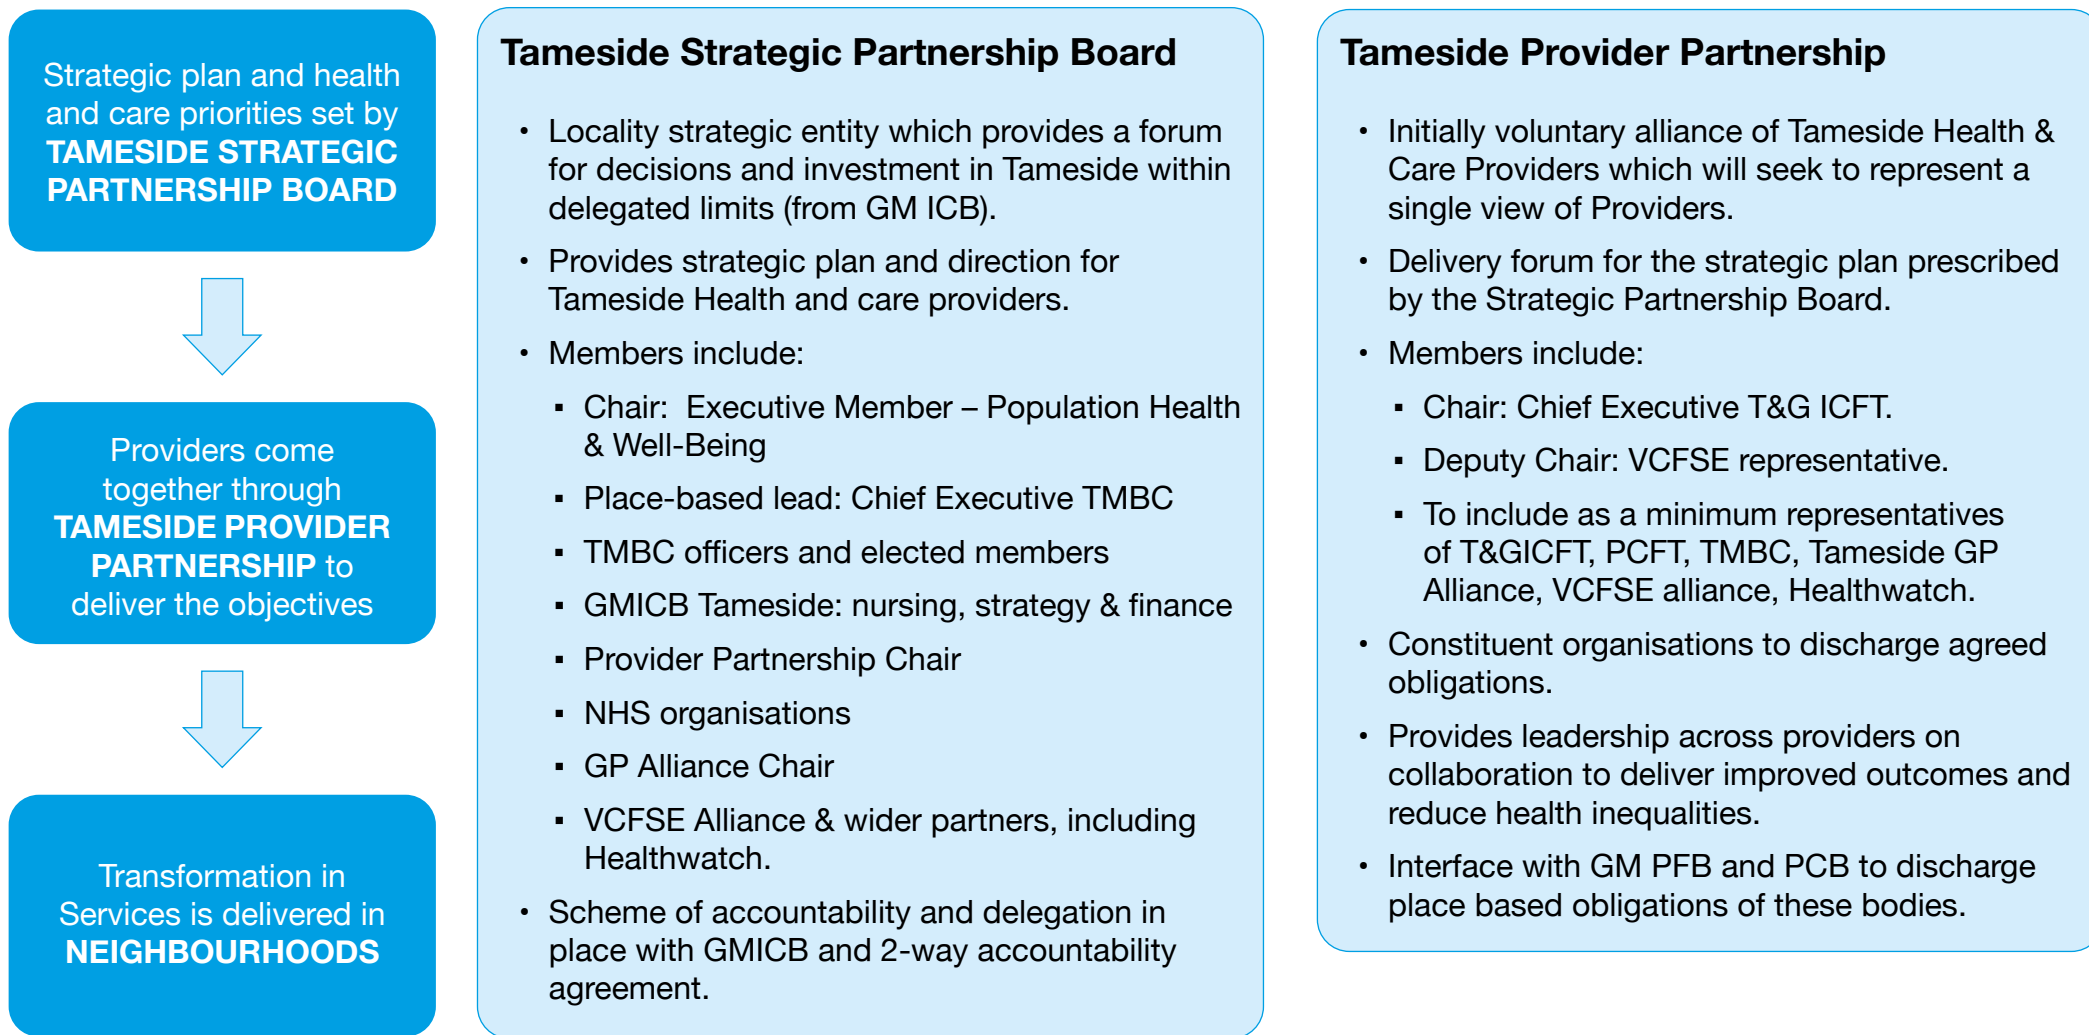 Strategic plan and health
and care priorities set by
TAMESIDE STRATEGIC
PARTNERSHIP BOARD
Providers come
together through
TAMESIDE PROVIDER
PARTNERSHIP to
deliver the objectives
Transformation in
Services is delivered in
NEIGHBOURHOODS
Tameside Strategic Partnership Board
• Locality strategic entity which provides a forum
for decisions and investment in Tameside within
delegated limits (from GM ICB).
• Provides strategic plan and direction for
Tameside Health and care providers.
• Members include:
▪ Chair:  Executive Member – Population Health
& Well-Being
▪ Place-based lead: Chief Executive TMBC
▪ TMBC officers and elected members
▪ GMICB Tameside: nursing, strategy & finance
▪ Provider Partnership Chair
▪ NHS organisations
▪ GP Alliance Chair
▪ VCFSE Alliance & wider partners, including
Healthwatch.
• Scheme of accountability and delegation in
place with GMICB and 2-way accountability
agreement.
Tameside Provider Partnership
• Initially voluntary alliance of Tameside Health &
Care Providers which will seek to represent a
single view of Providers.
• Delivery forum for the strategic plan prescribed
by the Strategic Partnership Board.
• Members include:
▪ Chair: Chief Executive T&G ICFT.
▪ Deputy Chair: VCFSE representative.
▪ To include as a minimum representatives
of T&GICFT, PCFT, TMBC, Tameside GP
Alliance, VCFSE alliance, Healthwatch.
• Constituent organisations to discharge agreed
obligations.
• Provides leadership across providers on
collaboration to deliver improved outcomes and
reduce health inequalities.
• Interface with GM PFB and PCB to discharge
place based obligations of these bodies.